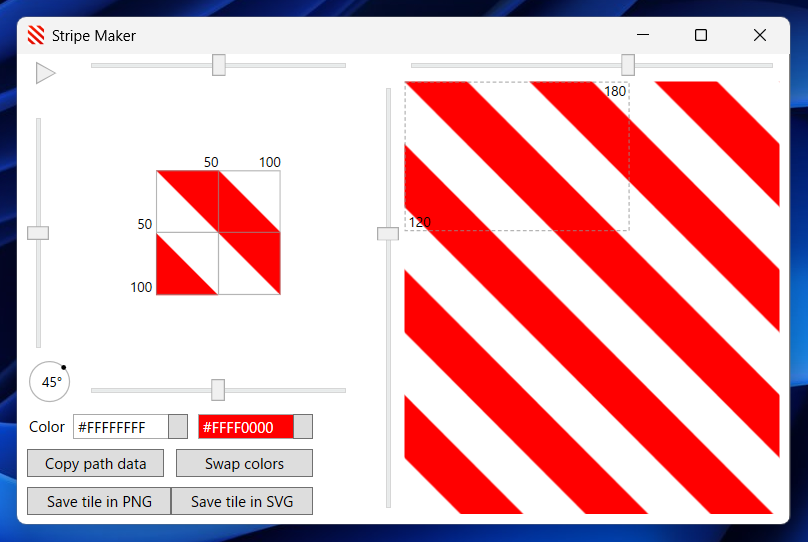 Stripe Maker
50 100
50
100
180
120
45°
Color #FFFFFFFF #FFFF0000
Copy path data Swap colors
Save tile in PNG Save tile in SVG